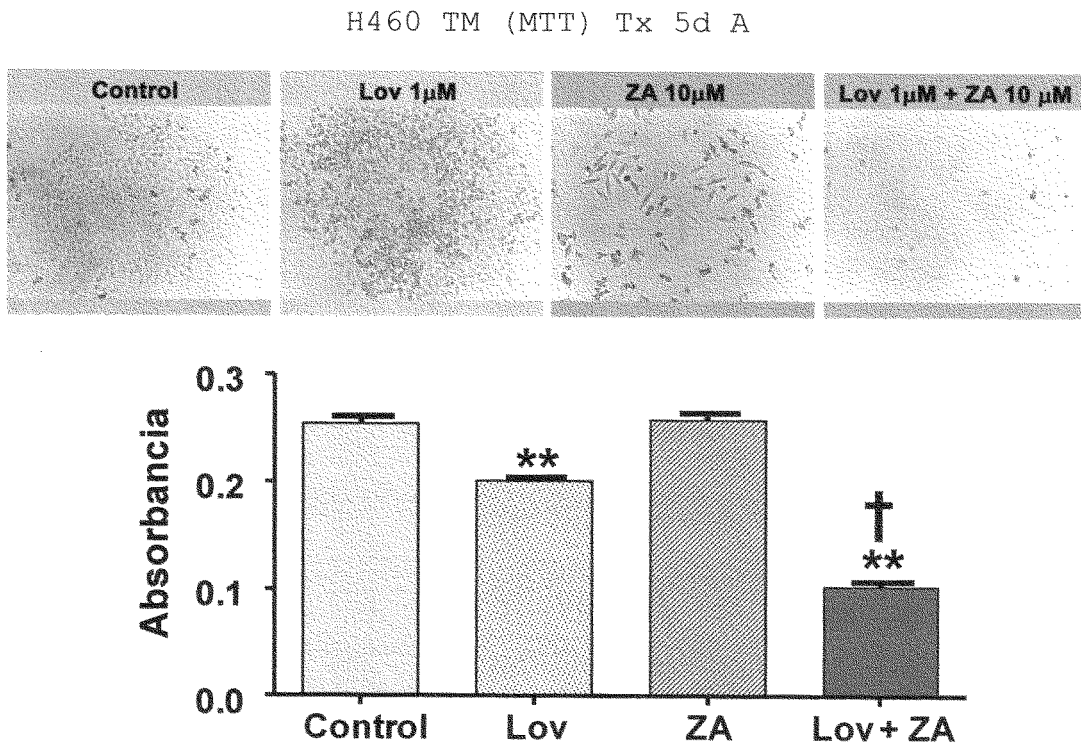 H460 TM (MTT) Tx 5d A
Control Lov 1µM ZA 10µM Lov 1µM + ZA 10 µM
Absorbancia
0.3
0.2
0.1
0.0
**
†
**
Control Lov ZA Lov + ZA